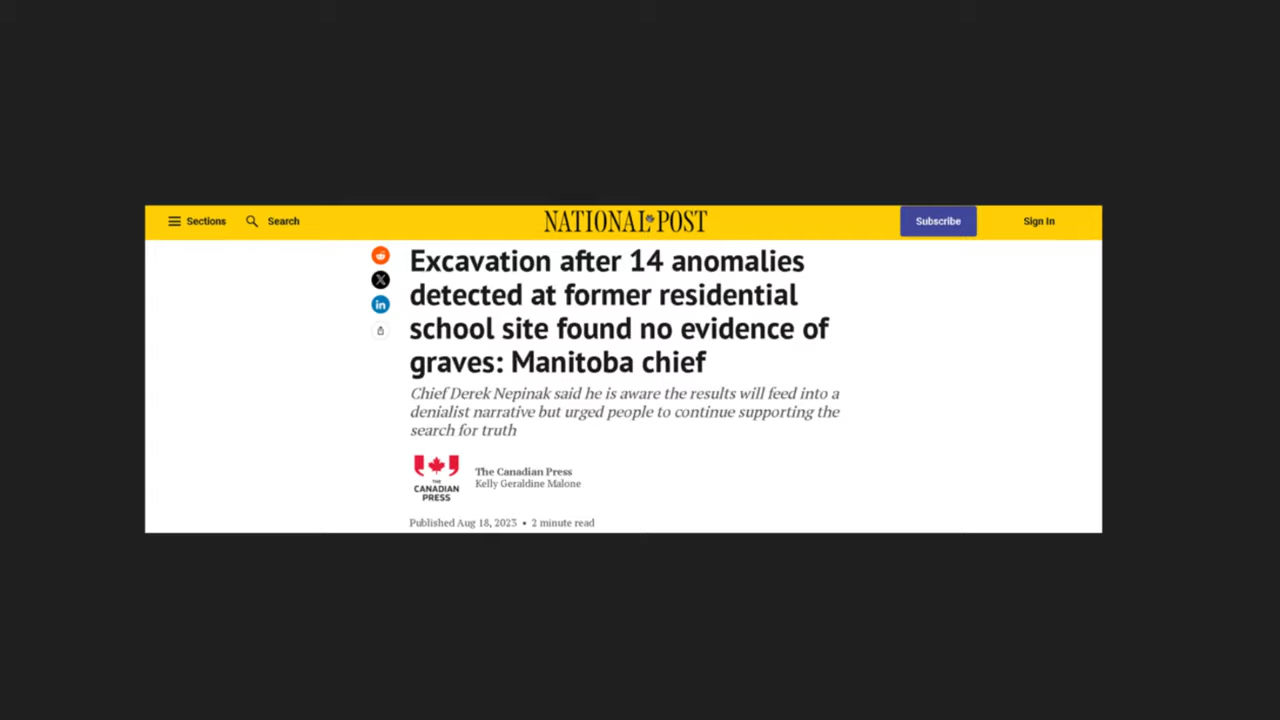 Sections Search NATIONAL POST Subscribe Sign In
Excavation after 14 anomalies
detected at former residential
school site found no evidence of
graves: Manitoba chief
Chief Derek Nepinak said he is aware the results will feed into a
denialist narrative but urged people to continue supporting the
search for truth
THE
CANADIAN
PRESS
The Canadian Press
Kelly Geraldine Malone
Published Aug 18, 2023 • 2 minute read